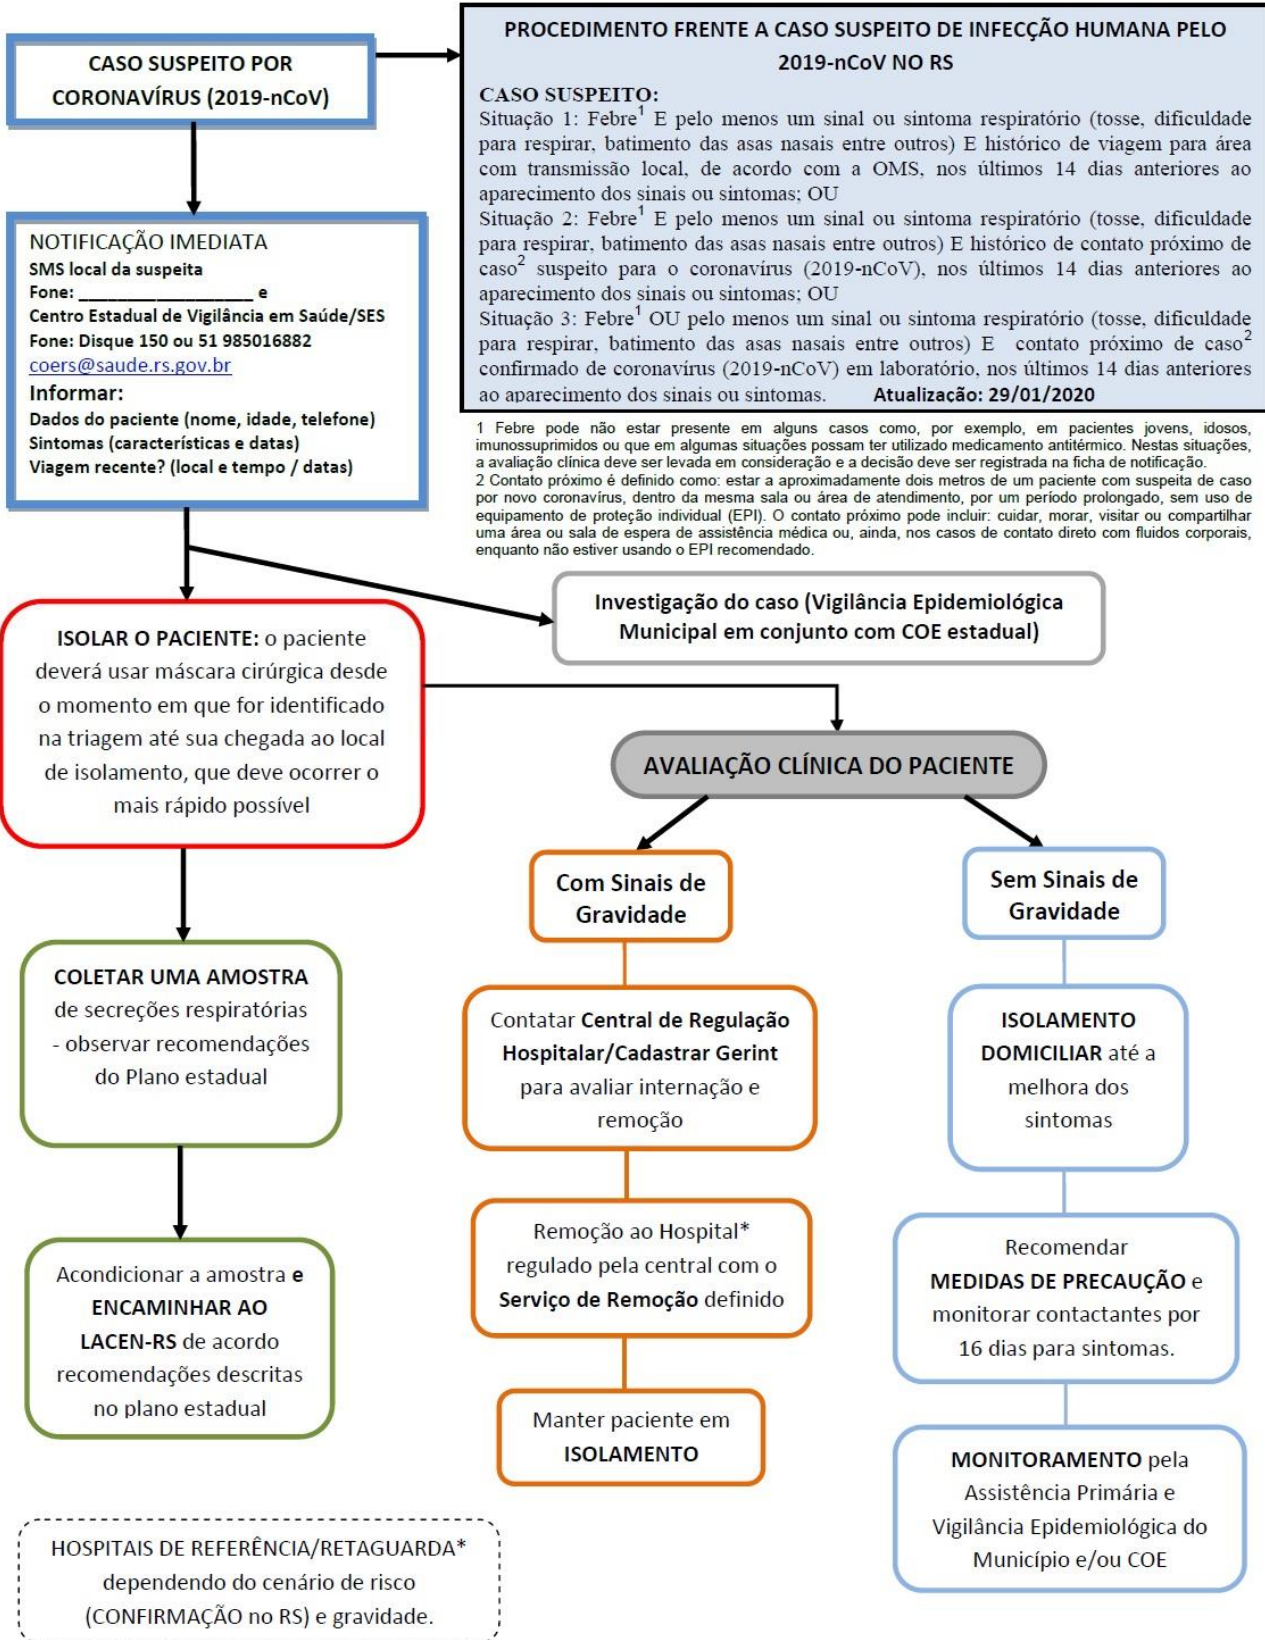 CASO SUSPEITO POR
CORONAVÍRUS (2019-nCoV)
PROCEDIMENTO FRENTE A CASO SUSPEITO DE INFECÇÃO HUMANA PELO
2019-nCoV NO RS
CASO SUSPEITO:
Situação 1: Febre¹ E pelo menos um sinal ou sintoma respiratório (tosse, dificuldade
para respirar, batimento das asas nasais entre outros) E histórico de viagem para área
com transmissão local, de acordo com a OMS, nos últimos 14 dias anteriores ao
aparecimento dos sinais ou sintomas; OU
Situação 2: Febre¹ E pelo menos um sinal ou sintoma respiratório (tosse, dificuldade
para respirar, batimento das asas nasais entre outros) E histórico de contato próximo de
caso² suspeito para o coronavírus (2019-nCoV), nos últimos 14 dias anteriores ao
aparecimento dos sinais ou sintomas; OU
Situação 3: Febre¹ OU pelo menos um sinal ou sintoma respiratório (tosse, dificuldade
para respirar, batimento das asas nasais entre outros) E contato próximo de caso²
confirmado de coronavírus (2019-nCoV) em laboratório, nos últimos 14 dias anteriores
ao aparecimento dos sinais ou sintomas. Atualização: 29/01/2020
1 Febre pode não estar presente em alguns casos como, por exemplo, em pacientes jovens, idosos,
imunossuprimidos ou que em algumas situações possam ter utilizado medicamento antitérmico. Nestas situações,
a avaliação clínica deve ser levada em consideração e a decisão deve ser registrada na ficha de notificação.
2 Contato próximo é definido como: estar a aproximadamente dois metros de um paciente com suspeita de caso
por novo coronavírus, dentro da mesma sala ou área de atendimento, por um período prolongado, sem uso de
equipamento de proteção individual (EPI). O contato próximo pode incluir: cuidar, morar, visitar ou compartilhar
uma área ou sala de espera de assistência médica ou, ainda, nos casos de contato direto com fluidos corporais,
enquanto não estiver usando o EPI recomendado.
NOTIFICAÇÃO IMEDIATA
SMS local da suspeita
Fone: __________________ e
Centro Estadual de Vigilância em Saúde/SES
Fone: Disque 150 ou 51 985016882
coers@saude.rs.gov.br
Informar:
Dados do paciente (nome, idade, telefone)
Sintomas (características e datas)
Viagem recente? (local e tempo / datas)
Investigação do caso (Vigilância Epidemiológica
Municipal em conjunto com COE estadual)
ISOLAR O PACIENTE: o paciente
deverá usar máscara cirúrgica desde
o momento em que for identificado
na triagem até sua chegada ao local
de isolamento, que deve ocorrer o
mais rápido possível
AVALIAÇÃO CLÍNICA DO PACIENTE
COLETAR UMA AMOSTRA
de secreções respiratórias
- observar recomendações
do Plano estadual
Acondicionar a amostra e
ENCAMINHAR AO
LACEN-RS de acordo
recomendações descritas
no plano estadual
Com Sinais de
Gravidade
Contatar Central de Regulação
Hospitalar/Cadastrar Gerint
para avaliar internação e
remoção
Remoção ao Hospital*
regulado pela central com o
Serviço de Remoção definido
Manter paciente em
ISOLAMENTO
Sem Sinais de
Gravidade
ISOLAMENTO
DOMICILIAR até a
melhora dos
sintomas
Recomendar
MEDIDAS DE PRECAUÇÃO e
monitorar contactantes por
16 dias para sintomas.
MONITORAMENTO pela
Assistência Primária e
Vigilância Epidemiológica do
Município e/ou COE
HOSPITAIS DE REFERÊNCIA/RETAGUARDA*
dependendo do cenário de risco
(CONFIRMAÇÃO no RS) e gravidade.